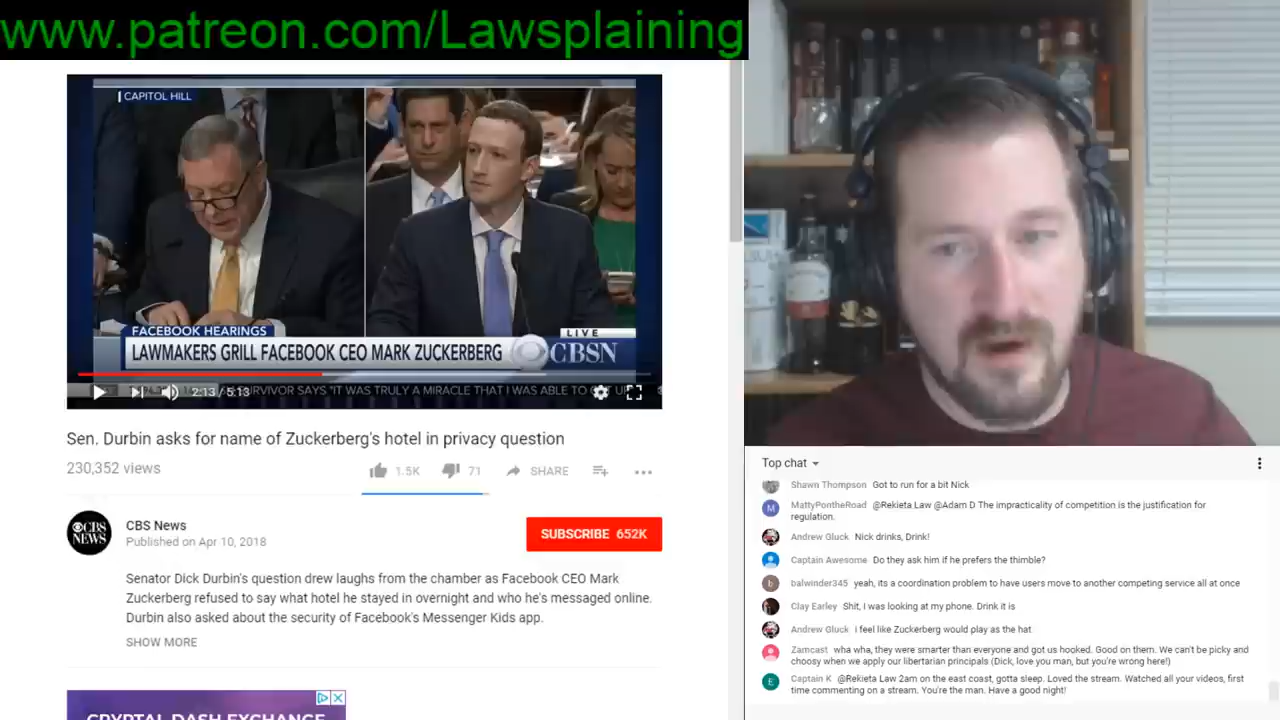 www.patreon.com/Lawsplaining
CAPITOL HILL
FACEBOOK HEARINGS
LIVE
LAWMAKERS GRILL FACEBOOK CEO MARK ZUCKERBERG
CBSN
SURVIVOR SAYS "IT WAS TRULY A MIRACLE THAT I WAS ABLE TO GET UP
2:13 / 5:13
Sen. Durbin asks for name of Zuckerberg's hotel in privacy question
230,352 views
1.5K
71
SHARE
CBS NEWS
CBS News
Published on Apr 10, 2018
SUBSCRIBE 652K
Senator Dick Durbin's question drew laughs from the chamber as Facebook CEO Mark
Zuckerberg refused to say what hotel he stayed in overnight and who he's messaged online.
Durbin also asked about the security of Facebook's Messenger Kids app.
SHOW MORE
CRYPTAL DASH EXCHANGE
Top chat
Shawn Thompson Got to run for a bit Nick
M
MattyPontheRoad @Rekieta Law @Adam D The impracticality of competition is the justification for
regulation.
Andrew Gluck Nick drinks, Drink!
Captain Awesome Do they ask him if he prefers the thimble?
b
balwinder345 yeah, its a coordination problem to have users move to another competing service all at once
Clay Earley Shit, I was looking at my phone. Drink it is
Andrew Gluck i feel like Zuckerberg would play as the hat
Zamcast wha wha, they were smarter than everyone and got us hooked. Good on them. We can't be picky and
choosy when we apply our libertarian principals (Dick, love you man, but you're wrong here!)
E
Captain K @Rekieta Law 2am on the east coast, gotta sleep. Loved the stream. Watched all your videos, first
time commenting on a stream. You're the man. Have a good night!